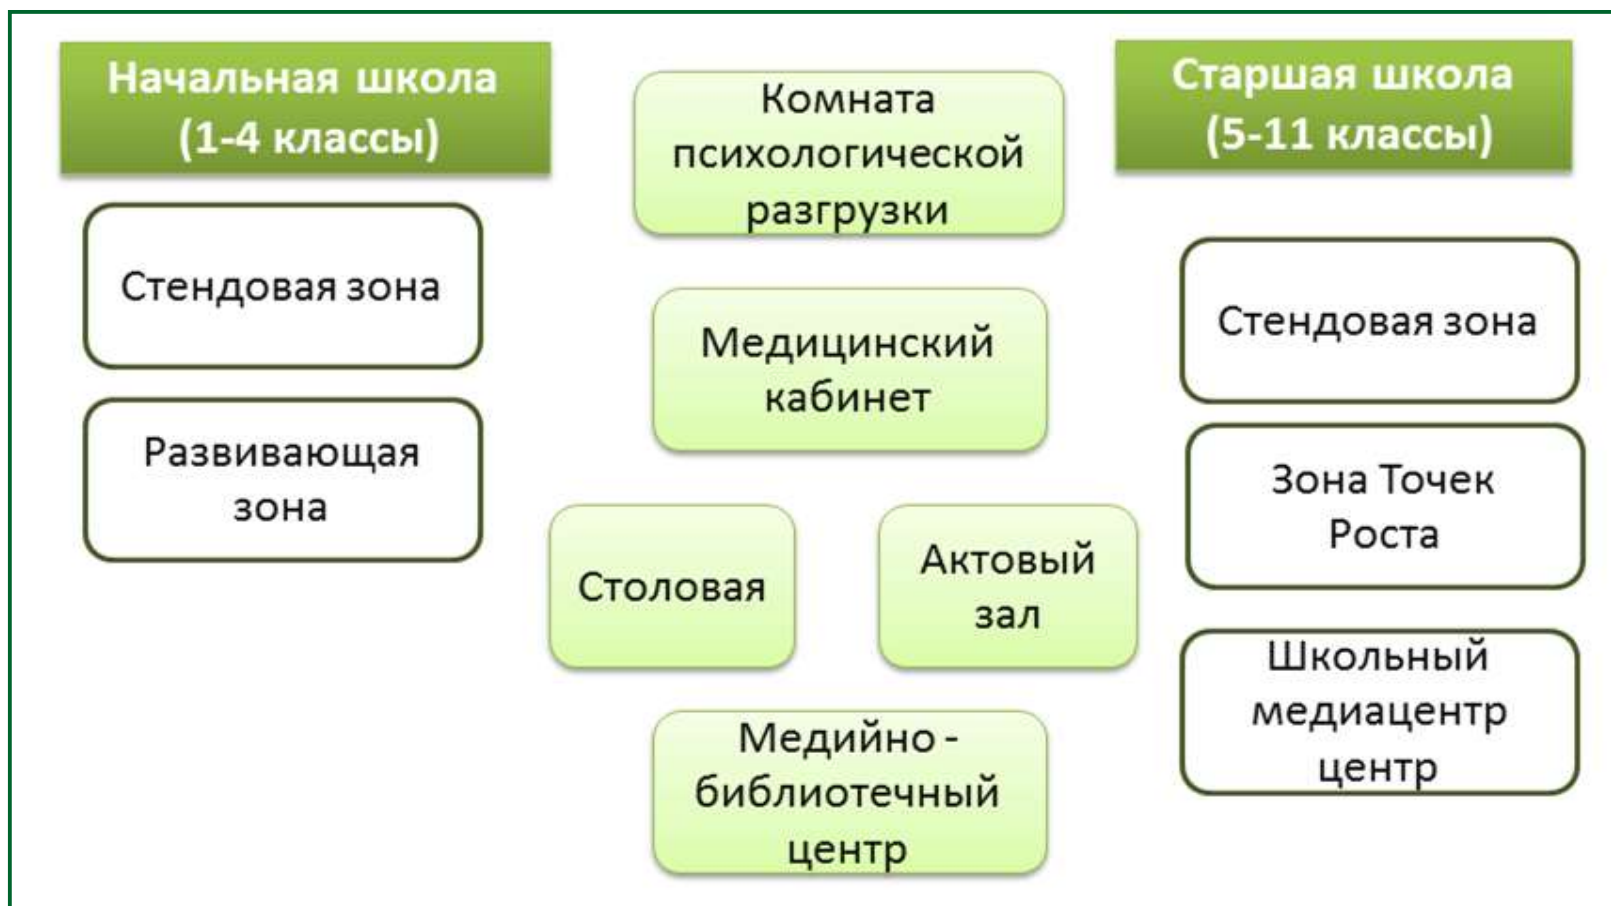 Начальная школа
(1-4 классы)
Стендовая зона
Развивающая
зона
Комната
психологической
разгрузки
Медицинский
кабинет
Столовая
Актовый
зал
Медийно -
библиотечный
центр
Старшая школа
(5-11 классы)
Стендовая зона
Зона Точек
Роста
Школьный
медиацентр
центр